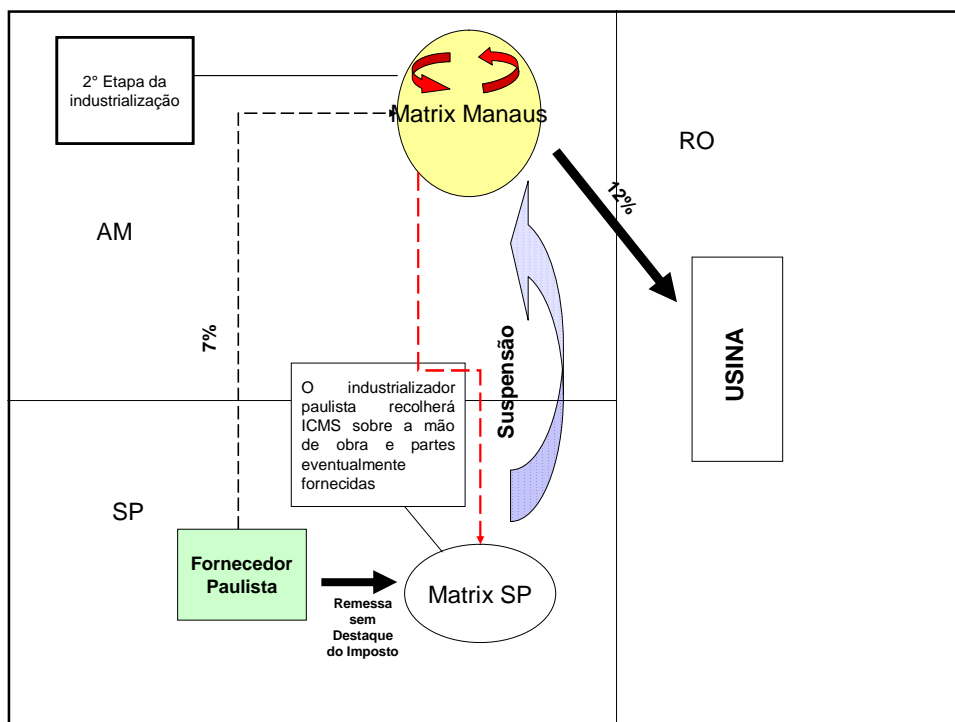 2° Etapa da
industrialização
Matrix Manaus
RO
12%
AM
7%
Suspensão
USINA
O industrializador
paulista recolherá
ICMS sobre a mão
de obra e partes
eventualmente
fornecidas
SP
Fornecedor
Paulista
Remessa
sem
Destaque
do Imposto
Matrix SP